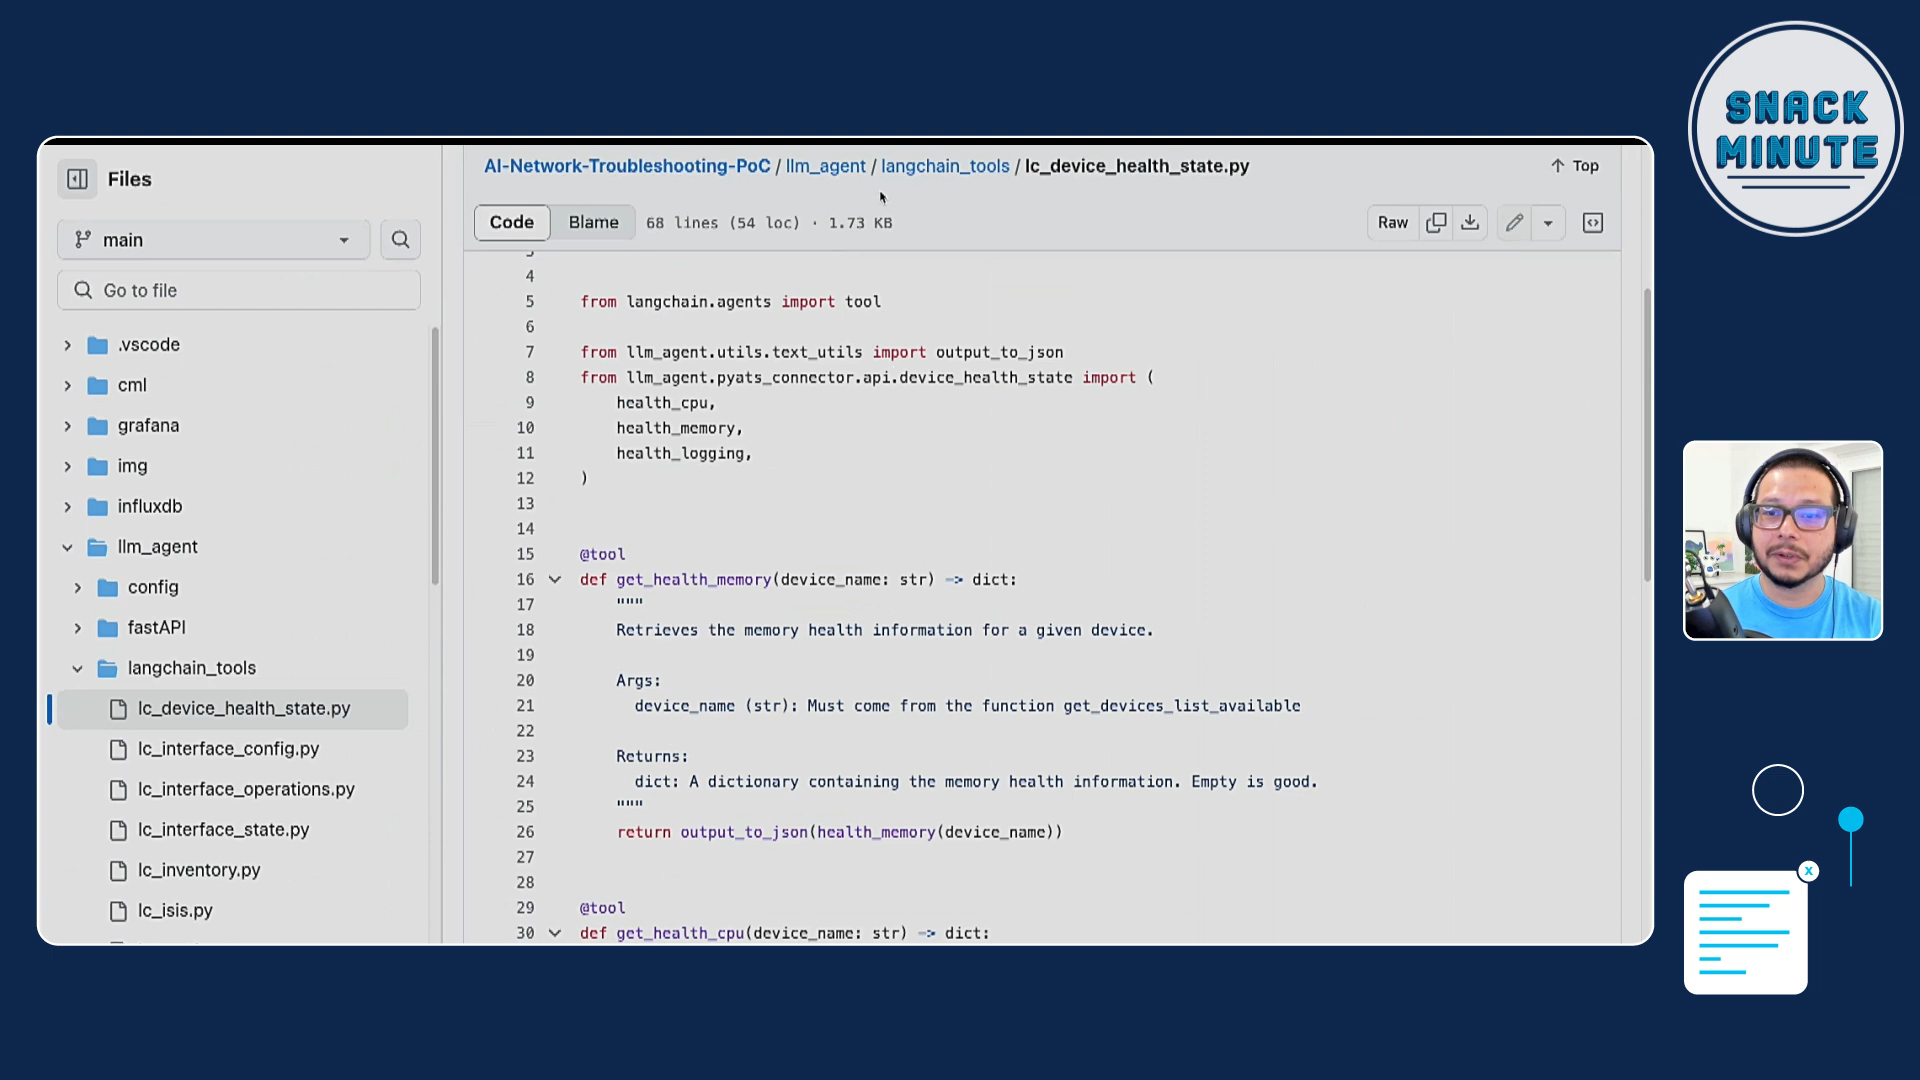 SNACK
MINUTE
Files
main
Go to file
.vscode
cml
grafana
img
influxdb
llm_agent
config
fastAPI
langchain_tools
lc_device_health_state.py
lc_interface_config.py
lc_interface_operations.py
lc_interface_state.py
lc_inventory.py
lc_isis.py
AI-Network-Troubleshooting-PoC / llm_agent / langchain_tools / lc_device_health_state.py
Top
Code Blame 68 lines (54 loc) · 1.73 KB
Raw
3
4
5 from langchain.agents import tool
6
7 from llm_agent.utils.text_utils import output_to_json
8 from llm_agent.pyats_connector.api.device_health_state import (
9 health_cpu,
10 health_memory,
11 health_logging,
12 )
13
14
15 @tool
16 def get_health_memory(device_name: str) -> dict:
17 """
18 Retrieves the memory health information for a given device.
19
20 Args:
21 device_name (str): Must come from the function get_devices_list_available
22
23 Returns:
24 dict: A dictionary containing the memory health information. Empty is good.
25 """
26 return output_to_json(health_memory(device_name))
27
28
29 @tool
30 def get_health_cpu(device_name: str) -> dict:
x